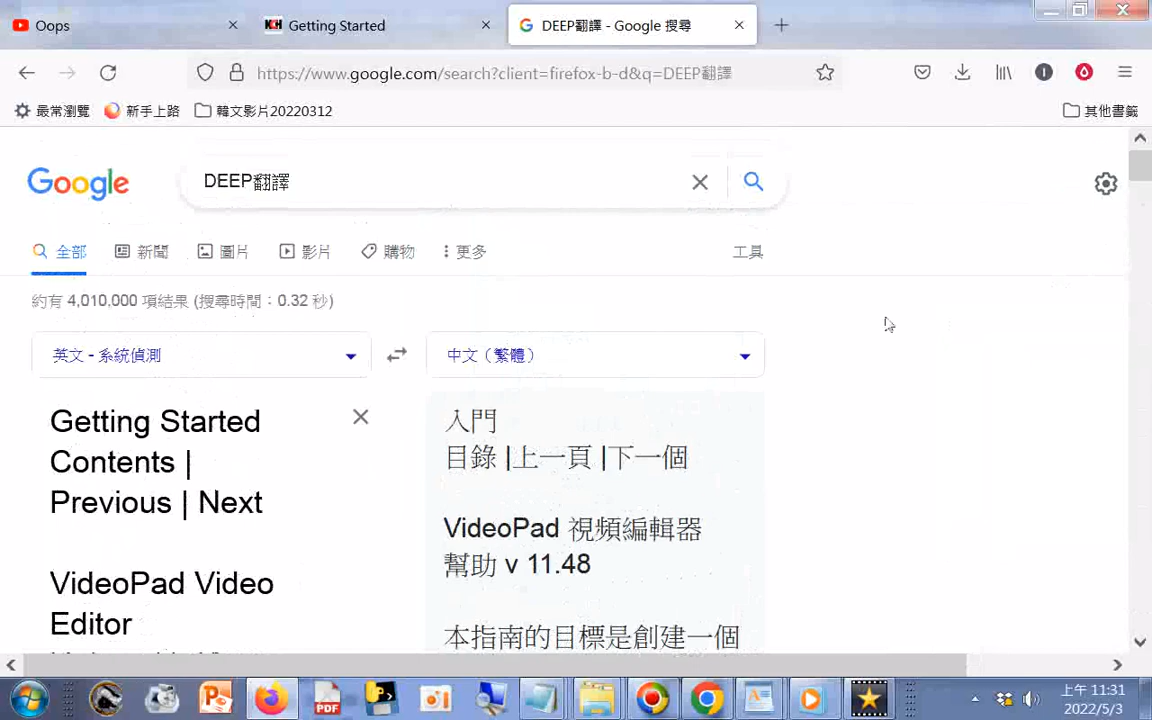 Oops
Getting Started
DEEP翻譯 - Google 搜尋
https://www.google.com/search?client=firefox-b-d&q=DEEP翻譯
最常瀏覽
新手上路
韓文影片20220312
其他書籤
Google
DEEP翻譯
全部
新聞
圖片
影片
購物
更多
工具
約有 4,010,000 項結果 (搜尋時間：0.32 秒)
英文 - 系統偵測
中文（繁體）
Getting Started
Contents |
Previous | Next
VideoPad Video
Editor
入門
目錄 |上一頁 |下一個
VideoPad 視頻編輯器
幫助 v 11.48
本指南的目標是創建一個
PDF
上午 11:31
2022/5/3